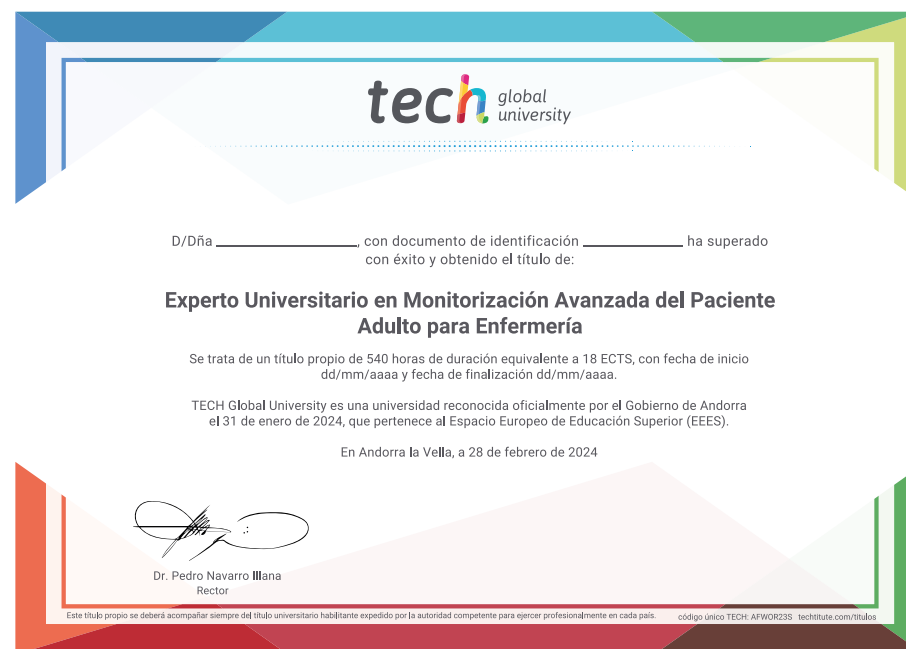 tech global university
D/Dña ______________, con documento de identificación __________ ha superado
con éxito y obtenido el título de:
Experto Universitario en Monitorización Avanzada del Paciente
Adulto para Enfermería
Se trata de un título propio de 540 horas de duración equivalente a 18 ECTS, con fecha de inicio
dd/mm/aaaa y fecha de finalización dd/mm/aaaa.
TECH Global University es una universidad reconocida oficialmente por el Gobierno de Andorra
el 31 de enero de 2024, que pertenece al Espacio Europeo de Educación Superior (EEES).
En Andorra la Vella, a 28 de febrero de 2024
Dr. Pedro Navarro Illana
Rector
Este título propio se deberá acompañar siempre del título universitario habilitante expedido por la autoridad competente para ejercer profesionalmente en cada país.
código único TECH: AFWOR23S techtitute.com/titulos